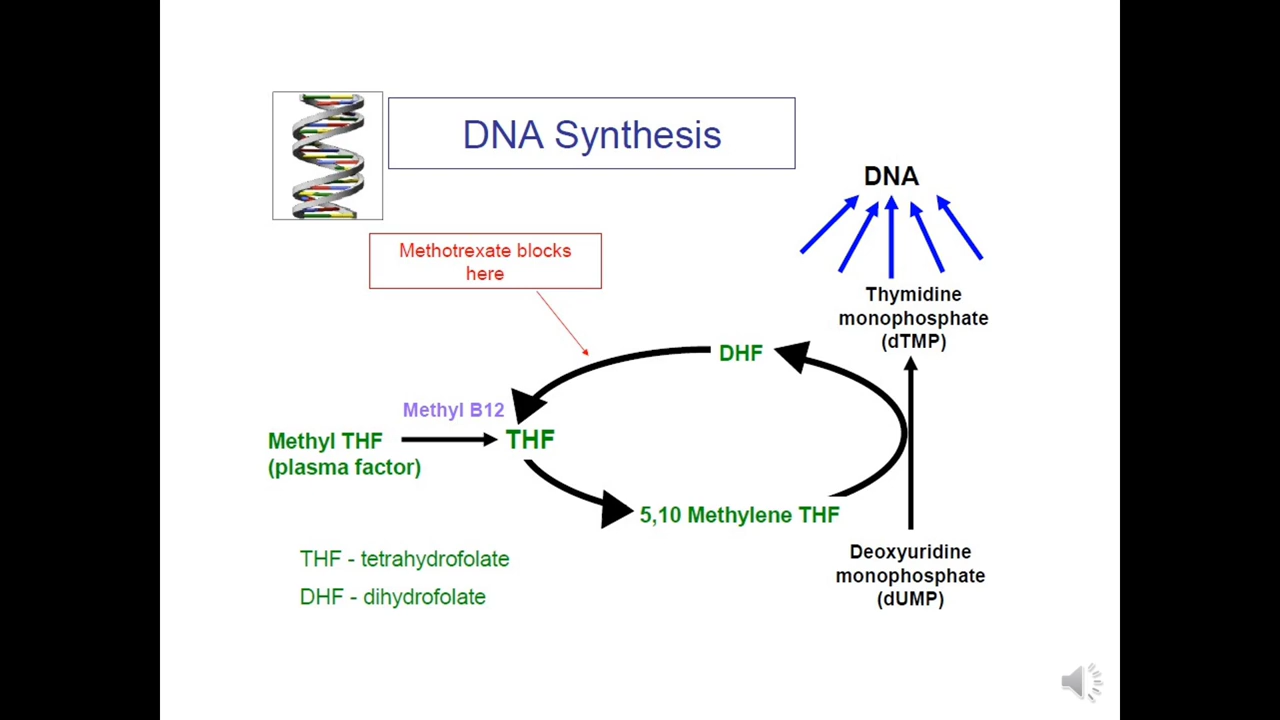 DNA Synthesis
DNA
Methotrexate blocks
here
Thymidine
monophosphate
(dTMP)
DHF
Methyl B12
Methyl THF
(plasma factor)
THF
5,10 Methylene THF
Deoxyuridine
monophosphate
(dUMP)
THF - tetrahydrofolate
DHF - dihydrofolate